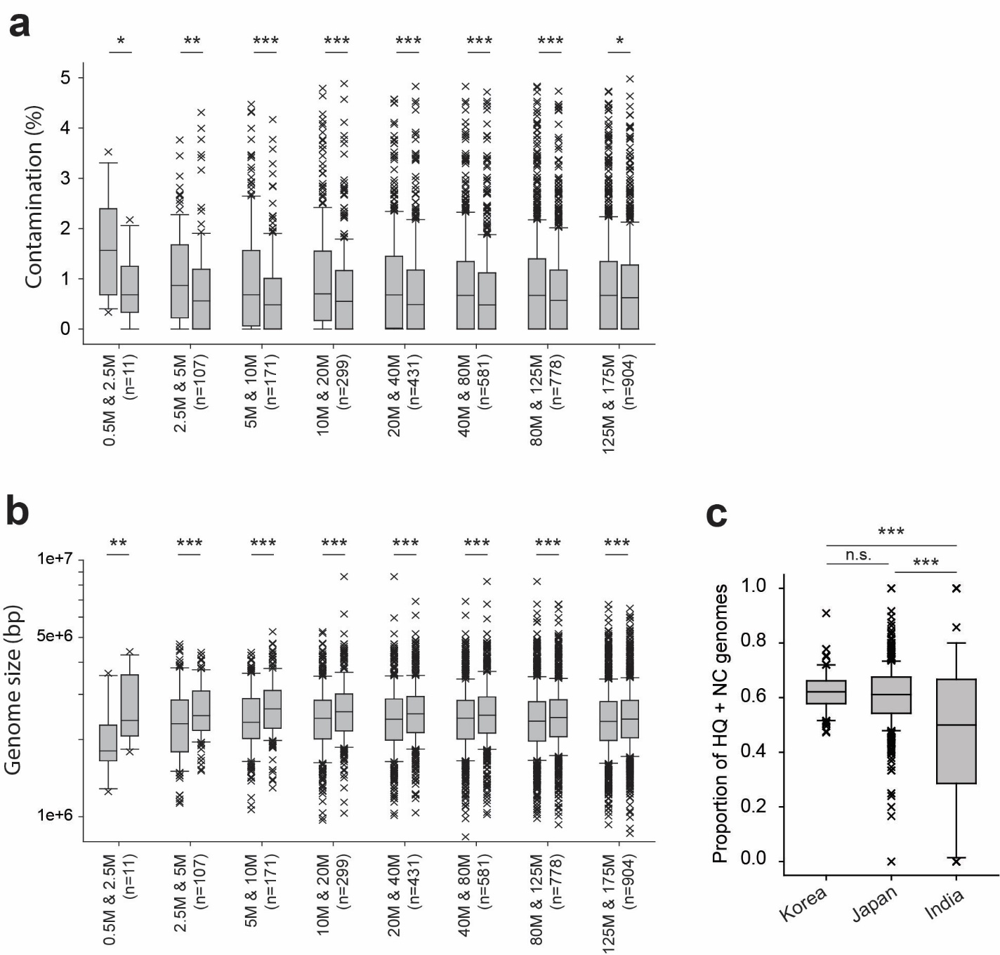 a
* ** *** *** *** *** *** *
Contamination (%)
5
4
3
2
1
0
0.5M & 2.5M
(n=11)
2.5M & 5M
(n=107)
5M & 10M
(n=171)
10M & 20M
(n=299)
20M & 40M
(n=431)
40M & 80M
(n=581)
80M & 125M
(n=778)
125M & 175M
(n=904)
b
** *** *** *** *** *** *** ***
Genome size (bp)
1e+7
5e+6
1e+6
0.5M & 2.5M
(n=11)
2.5M & 5M
(n=107)
5M & 10M
(n=171)
10M & 20M
(n=299)
20M & 40M
(n=431)
40M & 80M
(n=581)
80M & 125M
(n=778)
125M & 175M
(n=904)
c
***
n.s.
***
Proportion of HQ + NC genomes
1.0
0.8
0.6
0.4
0.2
0.0
Korea
Japan
India